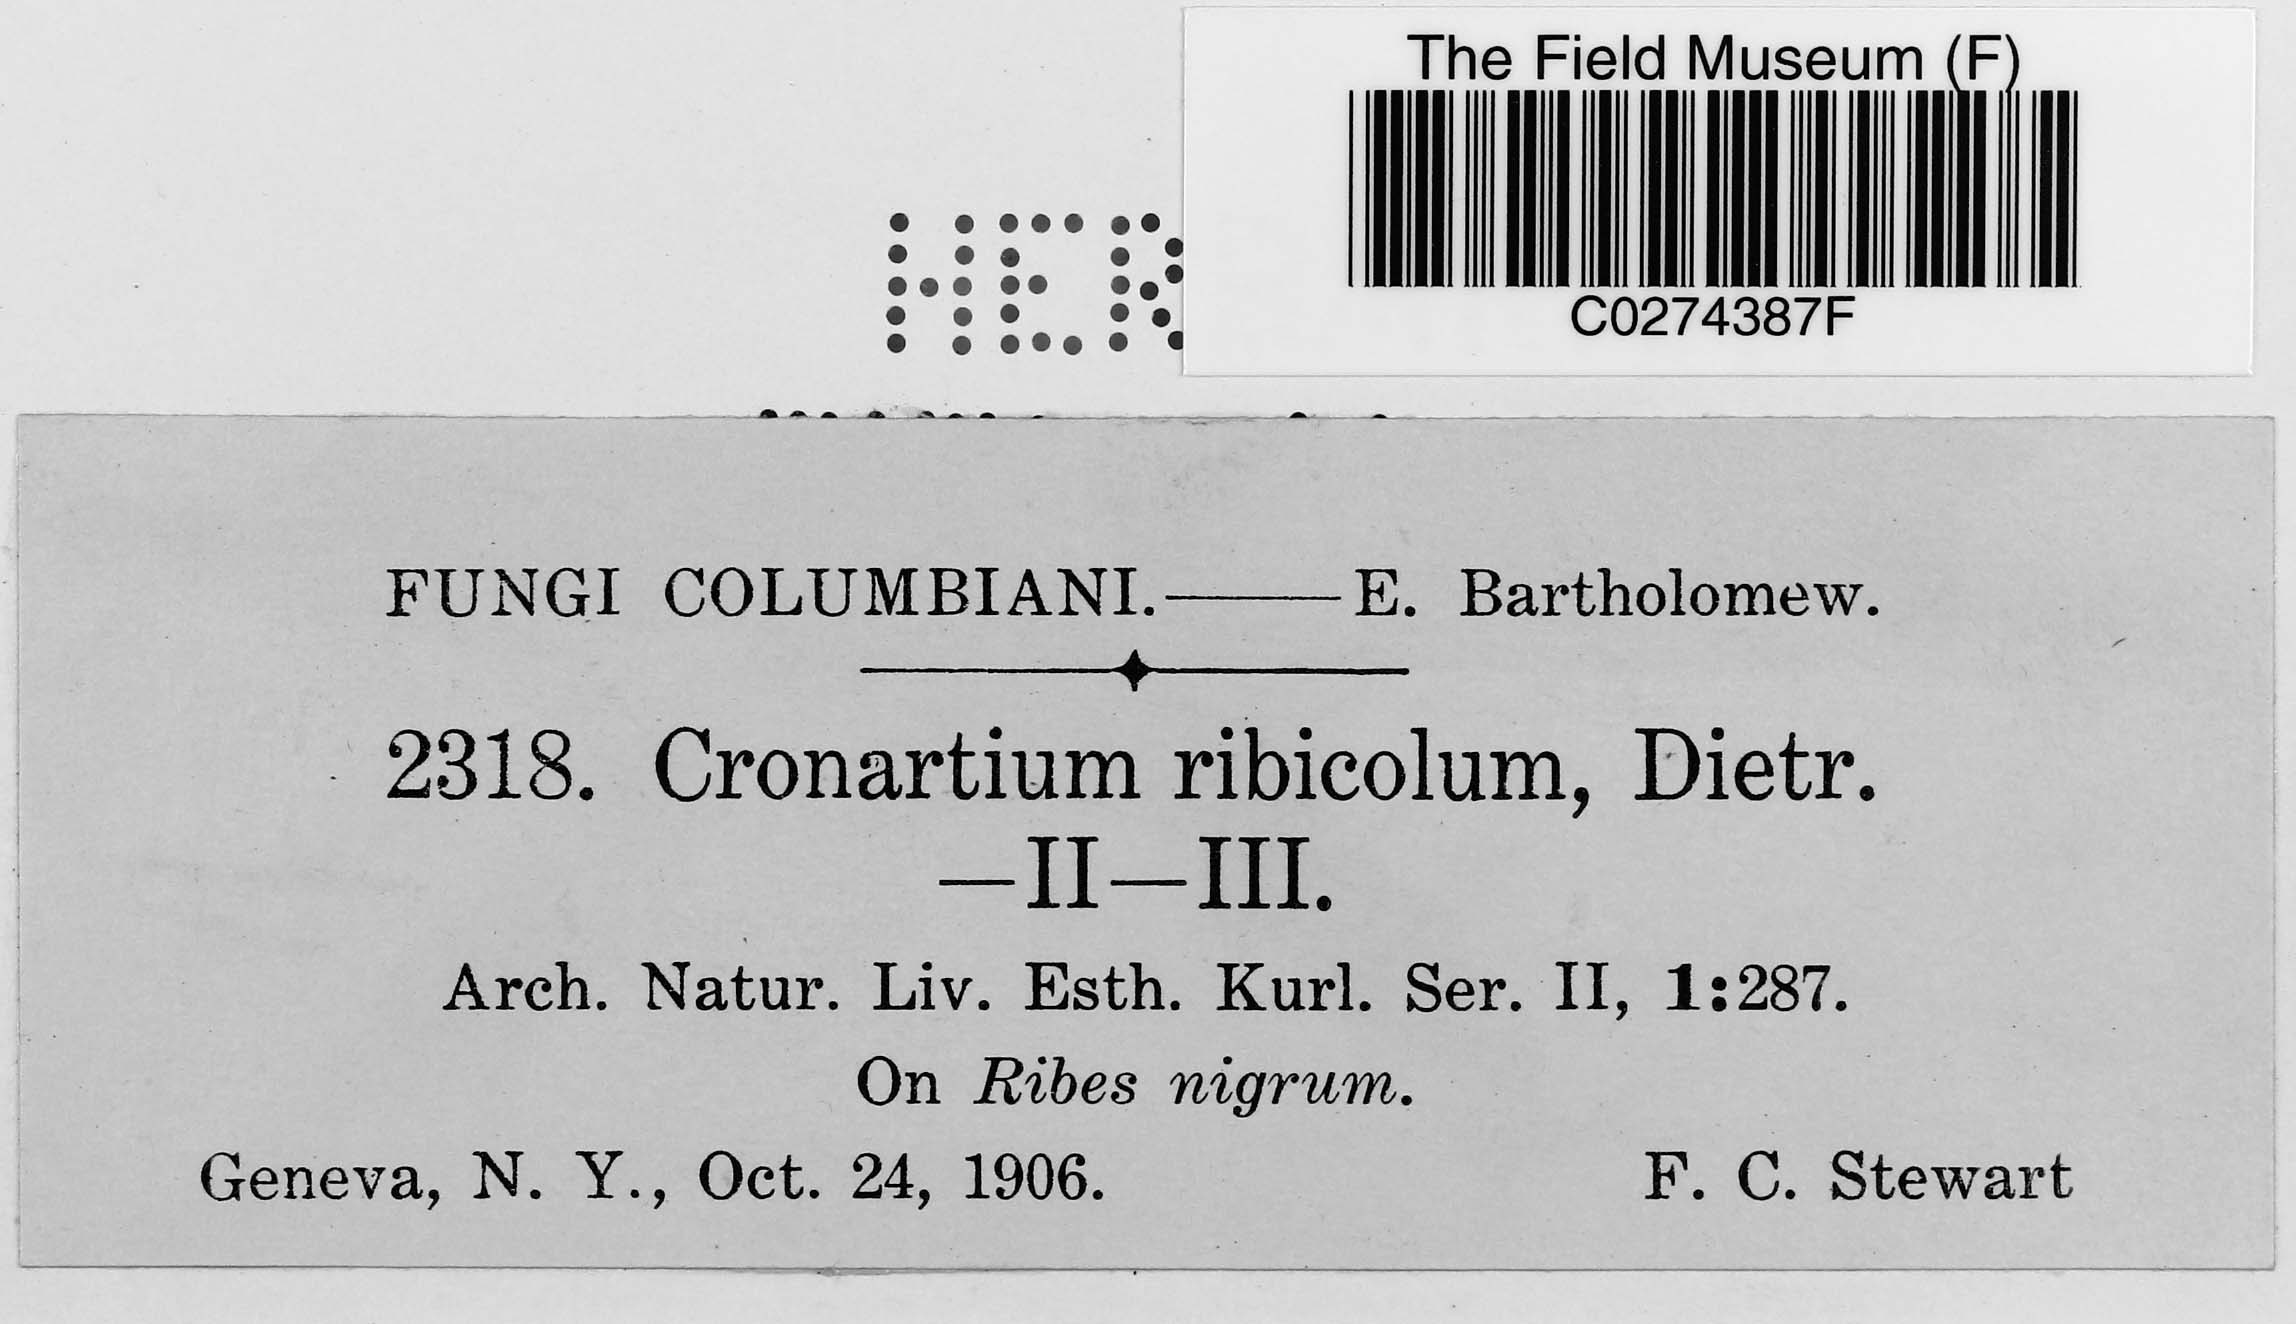 The Field Museum (F)
C0274387F
HER
FUNGI COLUMBIANI.——E. Bartholomew.
2318. Cronartium ribicolum, Dietr.
—II—III.
Arch. Natur. Liv. Esth. Kurl. Ser. II, 1:287.
On Ribes nigrum.
Geneva, N. Y., Oct. 24, 1906. F. C. Stewart